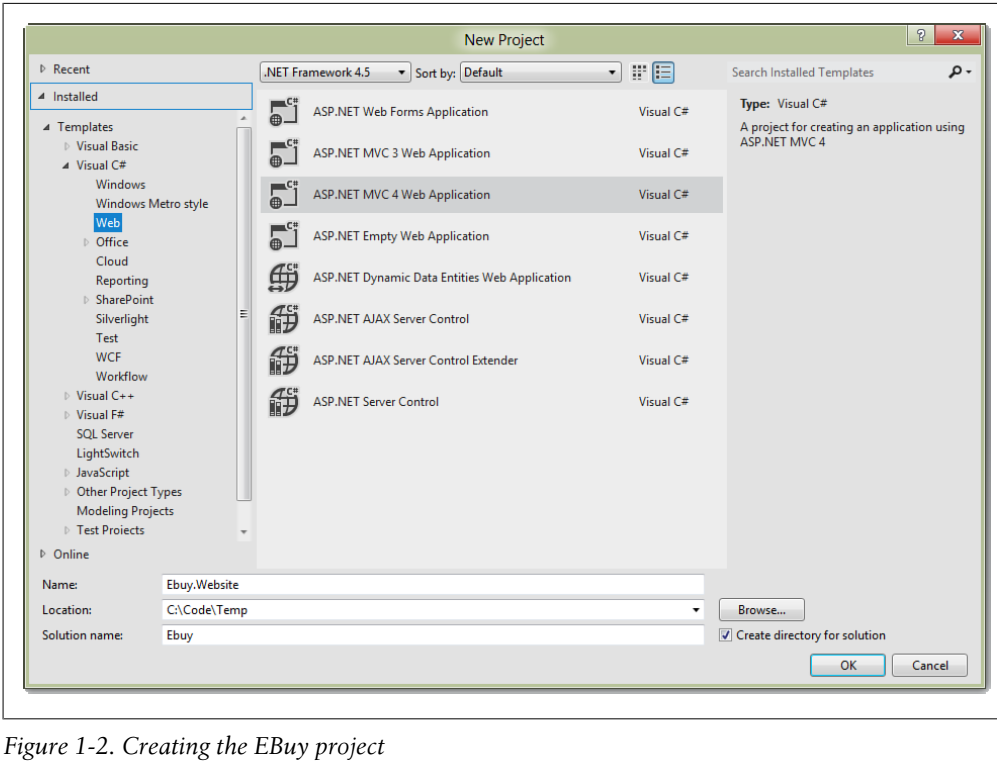 New Project
?
x
Recent
Installed
Templates
Visual Basic
Visual C#
Windows
Windows Metro style
Web
Office
Cloud
Reporting
SharePoint
Silverlight
Test
WCF
Workflow
Visual C++
Visual F#
SQL Server
LightSwitch
JavaScript
Other Project Types
Modeling Projects
Test Projects
Online
.NET Framework 4.5 Sort by: Default
C# ASP.NET Web Forms Application Visual C#
C# ASP.NET MVC 3 Web Application Visual C#
C# ASP.NET MVC 4 Web Application Visual C#
C# ASP.NET Empty Web Application Visual C#
C# ASP.NET Dynamic Data Entities Web Application Visual C#
C# ASP.NET AJAX Server Control Visual C#
C# ASP.NET AJAX Server Control Extender Visual C#
C# ASP.NET Server Control Visual C#
Search Installed Templates
Type: Visual C#
A project for creating an application using
ASP.NET MVC 4
Name: Ebuy.Website
Location: C:\Code\Temp Browse...
Solution name: Ebuy Create directory for solution
OK Cancel
Figure 1-2. Creating the EBuy project